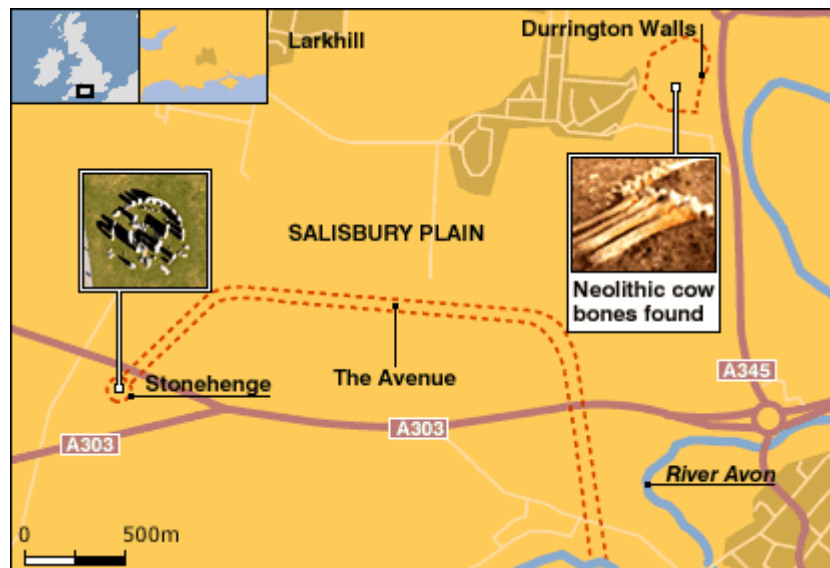 Larkhill
Durrington Walls
SALISBURY PLAIN
Neolithic cow
bones found
Stonehenge
The Avenue
A345
A303
A303
River Avon
0 500m